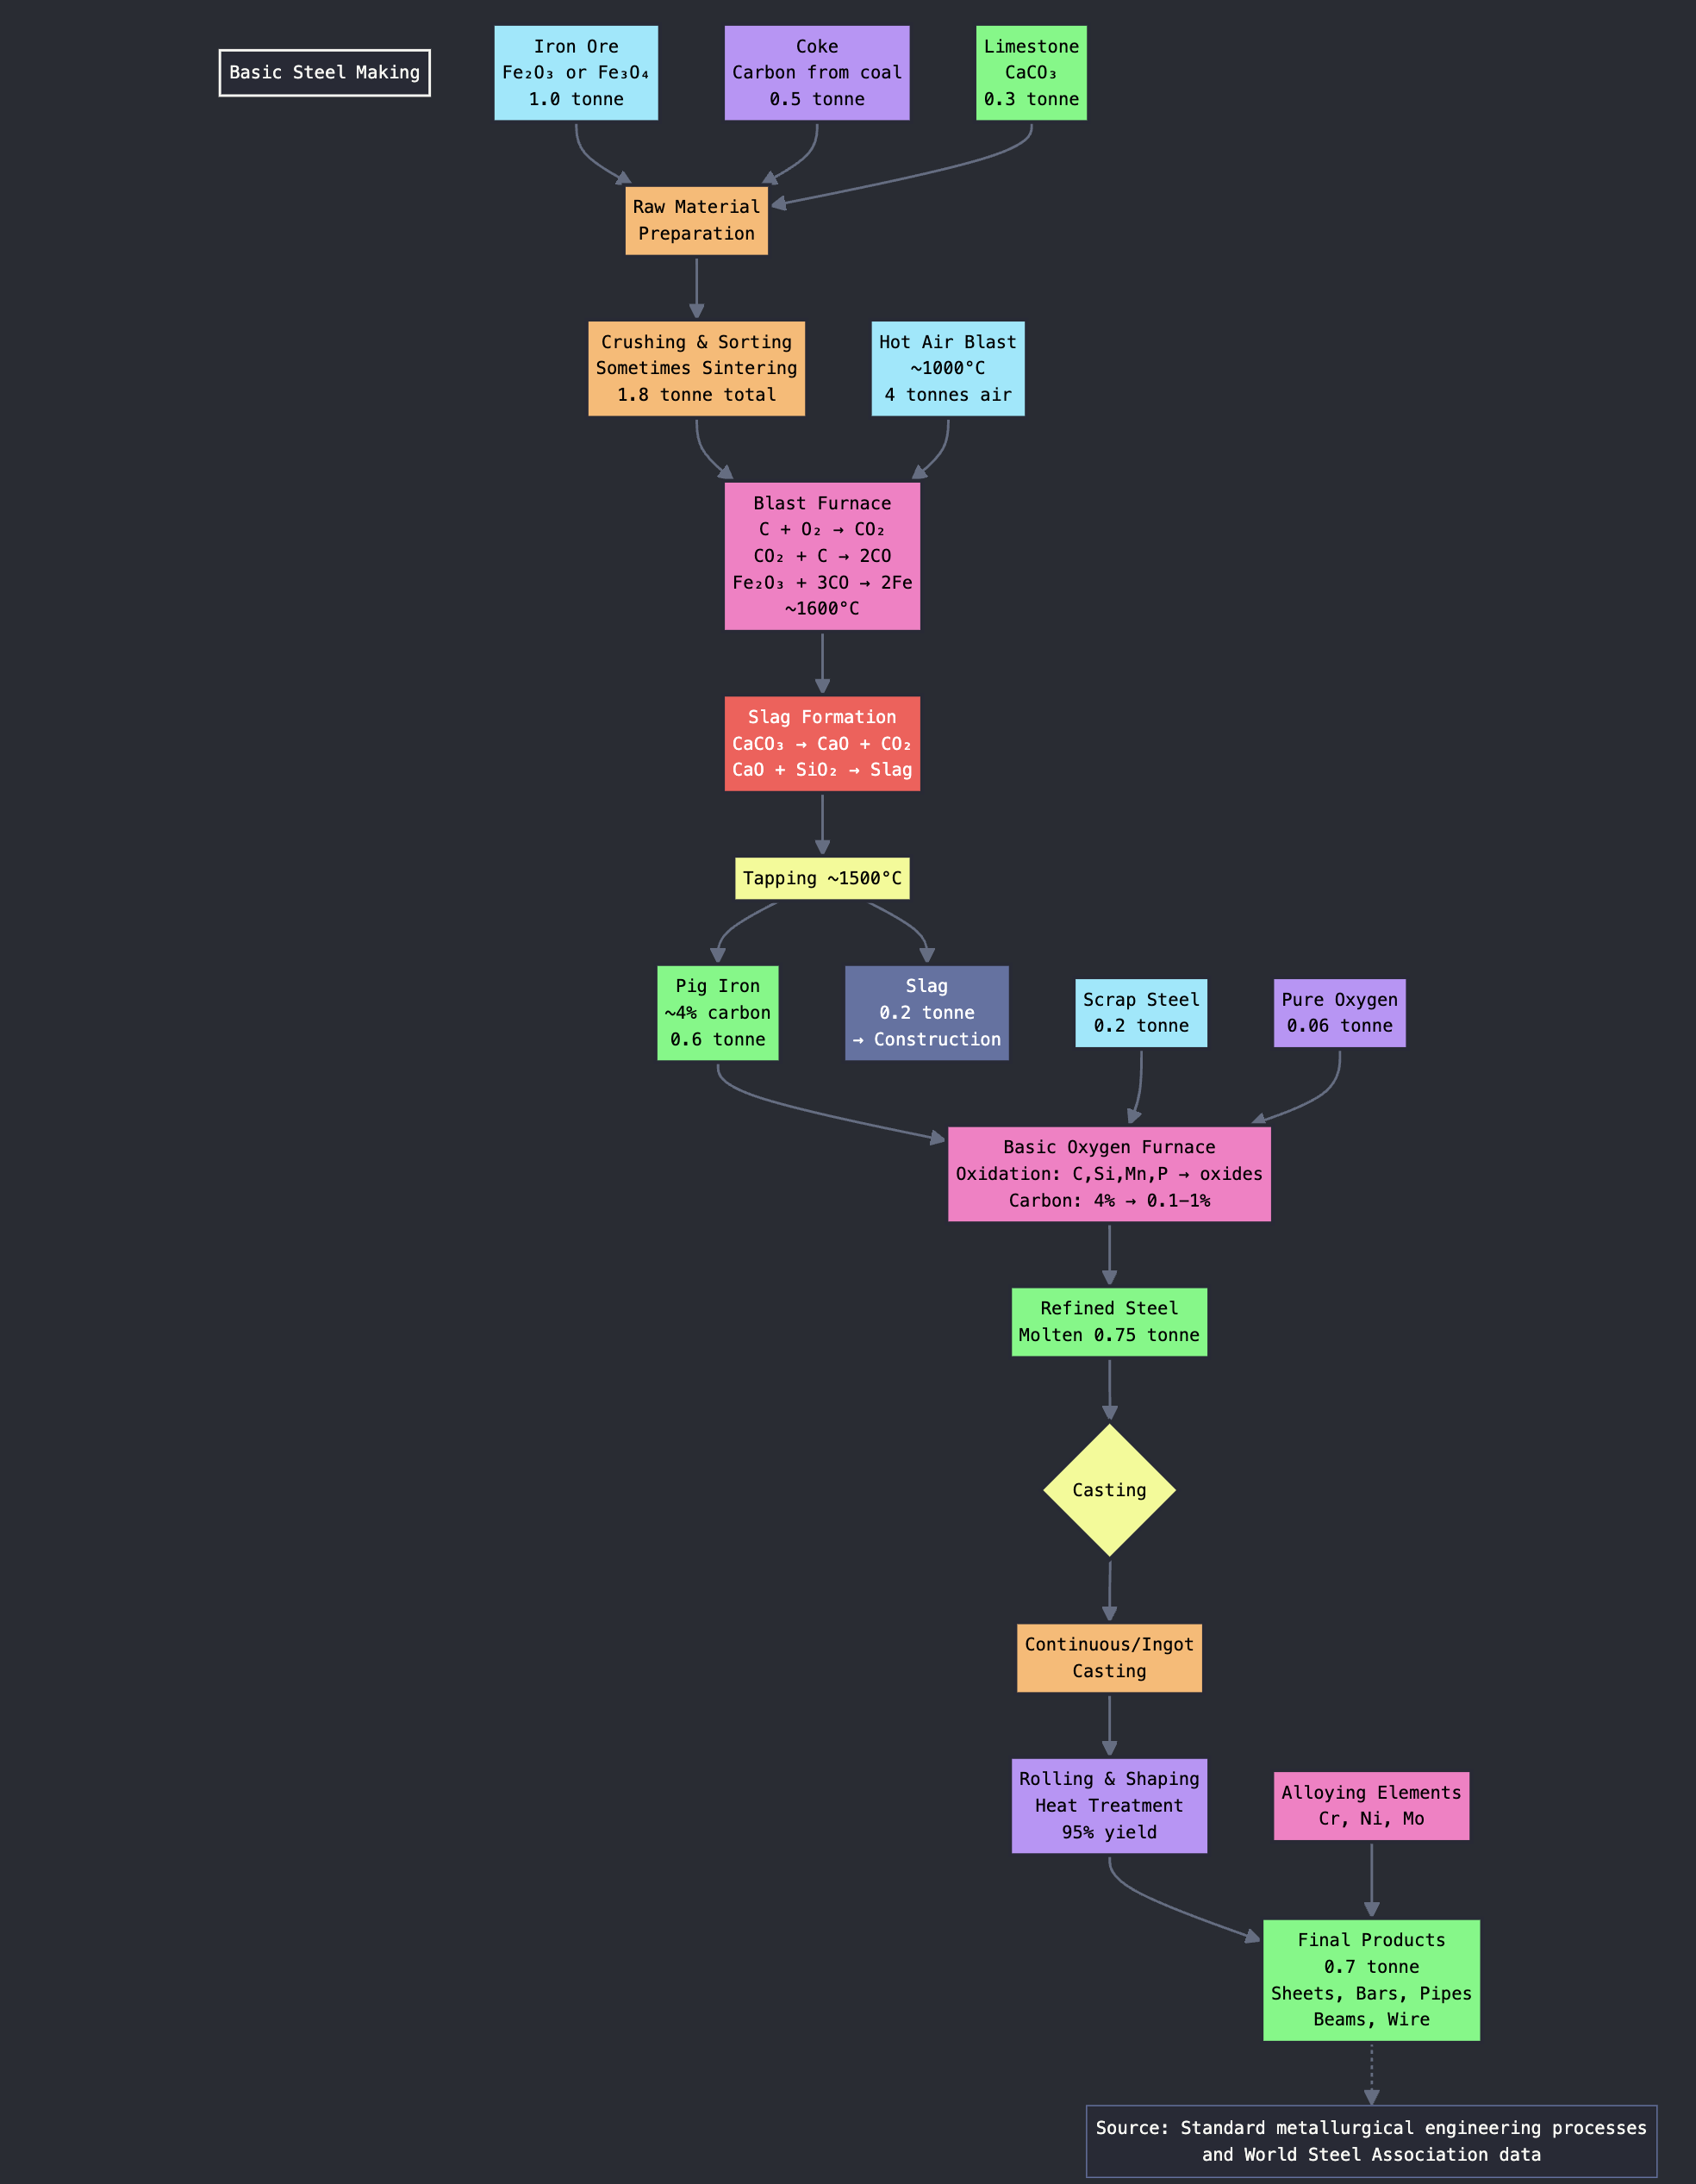 Basic Steel Making
Iron Ore
Fe₂O₃ or Fe₃O₄
1.0 tonne
Coke
Carbon from coal
0.5 tonne
Limestone
CaCO₃
0.3 tonne
Raw Material
Preparation
Crushing & Sorting
Sometimes Sintering
1.8 tonne total
Hot Air Blast
~1000°C
4 tonnes air
Blast Furnace
C + O₂ → CO₂
CO₂ + C → 2CO
Fe₂O₃ + 3CO → 2Fe
~1600°C
Slag Formation
CaCO₃ → CaO + CO₂
CaO + SiO₂ → Slag
Tapping ~1500°C
Pig Iron
~4% carbon
0.6 tonne
Slag
0.2 tonne
→ Construction
Scrap Steel
0.2 tonne
Pure Oxygen
0.06 tonne
Basic Oxygen Furnace
Oxidation: C,Si,Mn,P → oxides
Carbon: 4% → 0.1–1%
Refined Steel
Molten 0.75 tonne
Casting
Continuous/Ingot
Casting
Rolling & Shaping
Heat Treatment
95% yield
Alloying Elements
Cr, Ni, Mo
Final Products
0.7 tonne
Sheets, Bars, Pipes
Beams, Wire
Source: Standard metallurgical engineering processes
and World Steel Association data